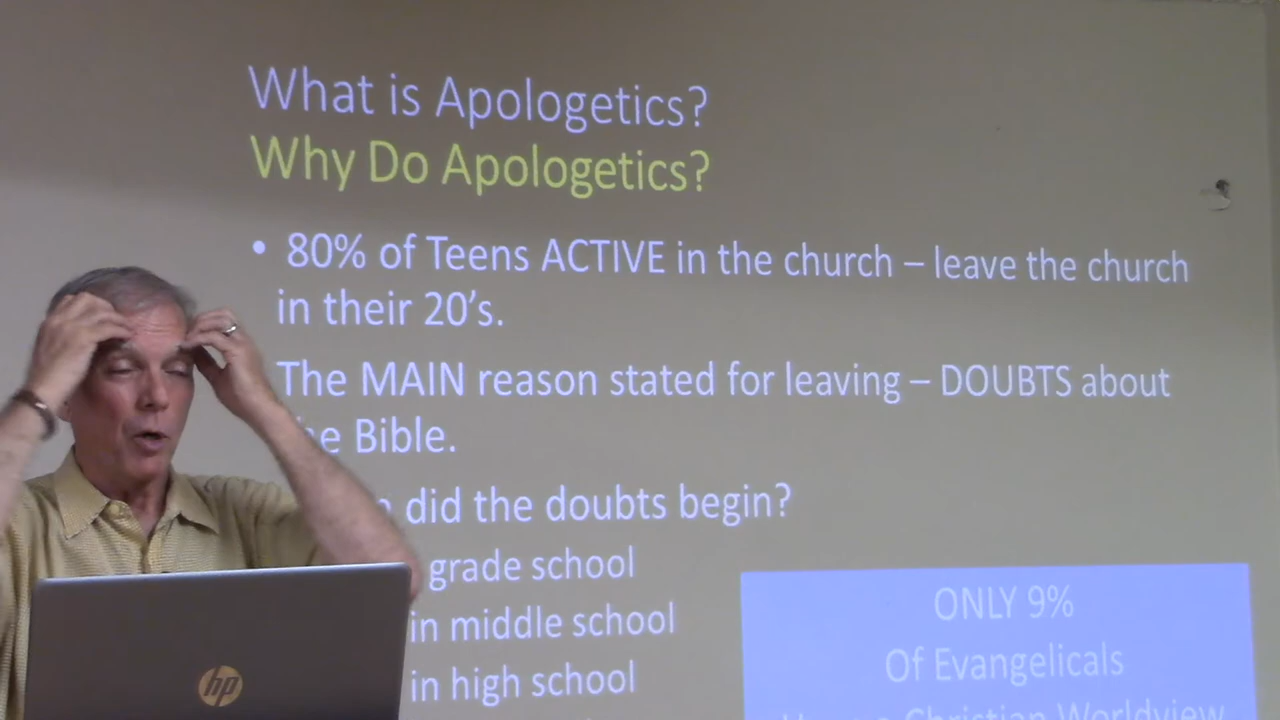 What is Apologetics?
Why Do Apologetics?
• 80% of Teens ACTIVE in the church – leave the church
in their 20's.
The MAIN reason stated for leaving – DOUBTS about
e Bible.
did the doubts begin?
grade school
in middle school
in high school
ONLY 9%
Of Evangelicals
Christian Worldview
hp